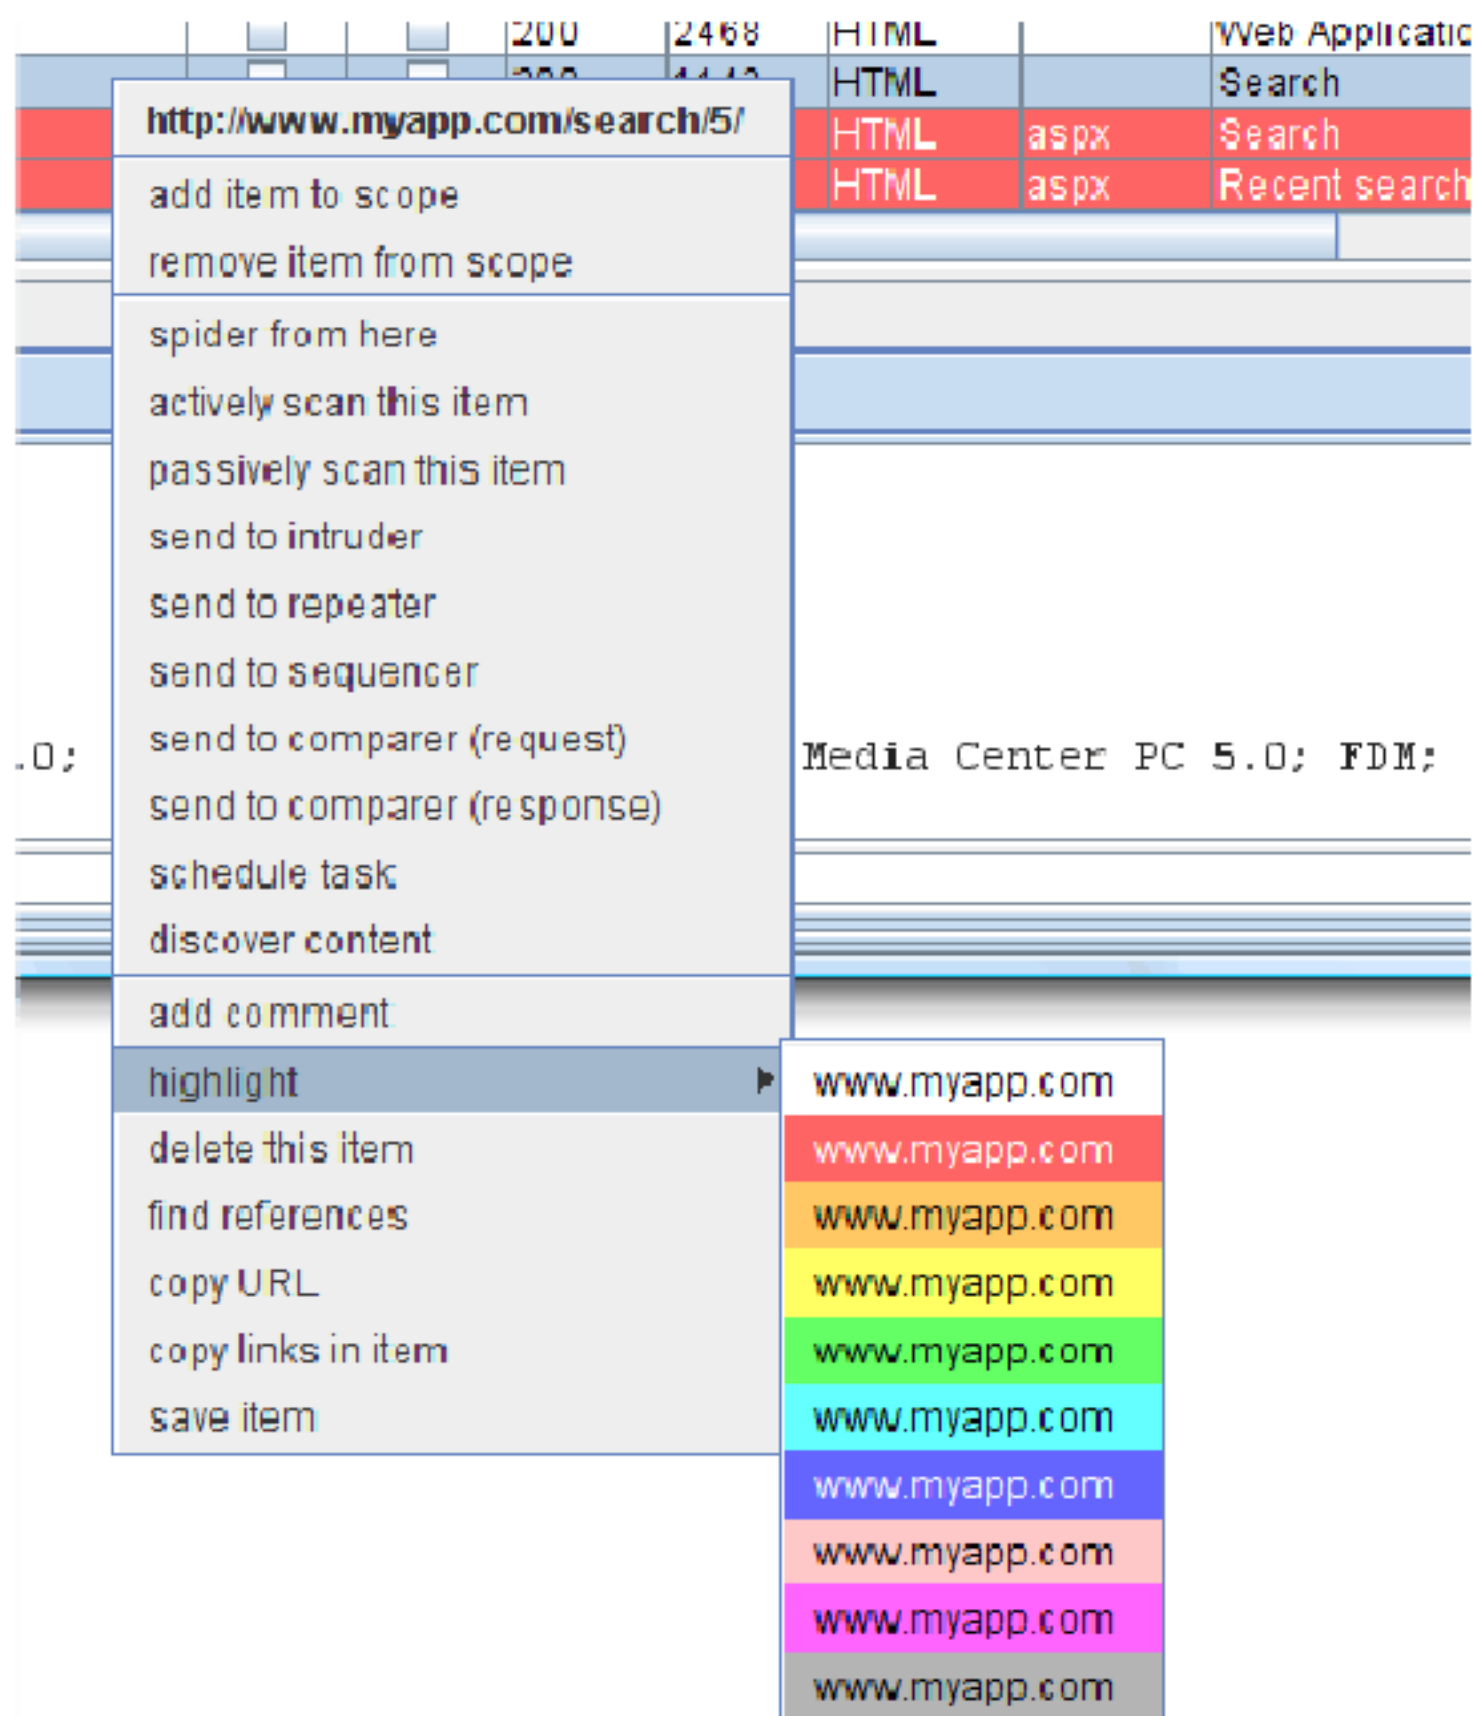 200 2468 HTML Web Applicatio
HTML Search
http://www.myapp.com/search/5/
HTML aspx Search
add item to scope
HTML aspx Recent search
remove item from scope
spider from here
actively scan this item
passively scan this item
send to intruder
send to repeater
send to sequencer
send to comparer (request)
.0; Media Center PC 5.0; FDM;
send to comparer (response)
schedule task
discover content
add comment
highlight
www.myapp.com
delete this item
www.myapp.com
find references
www.myapp.com
copy URL
www.myapp.com
copy links in item
www.myapp.com
save item
www.myapp.com
www.myapp.com
www.myapp.com
www.myapp.com
www.myapp.com